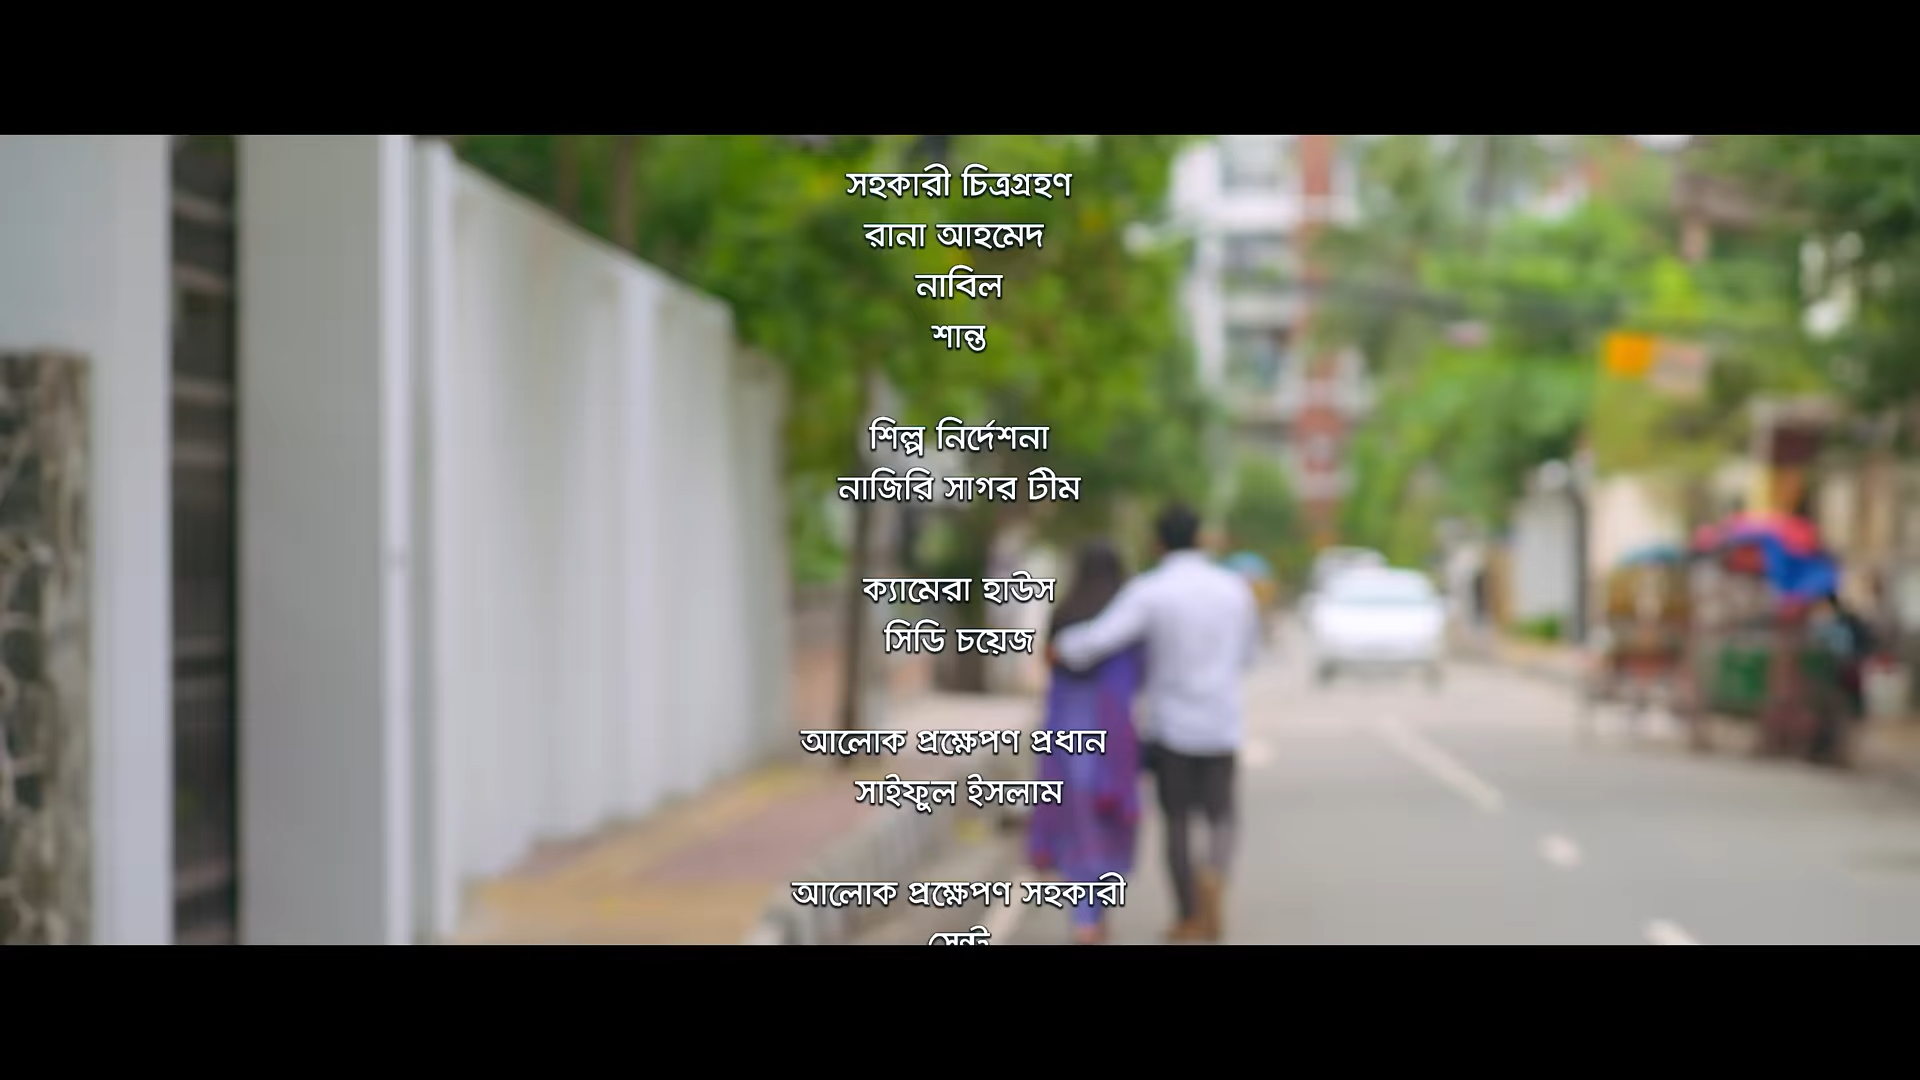 সহকারী চিত্রগ্রহণ
রানা আহমেদ
নাবিল
শান্ত
শিল্প নির্দেশনা
নাজিরি সাগর টীম
ক্যামেরা হাউস
সিডি চয়েজ
আলোক প্রক্ষেপণ প্রধান
সাইফুল ইসলাম
আলোক প্রক্ষেপণ সহকারী